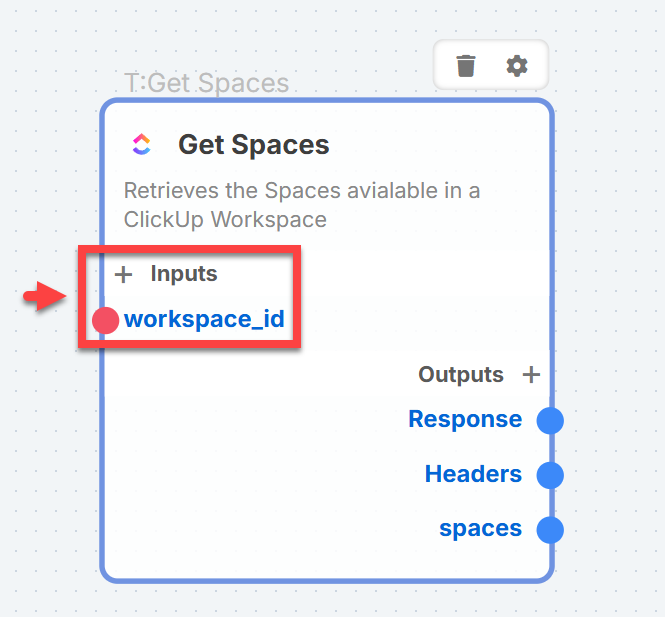 T:Get Spaces
Get Spaces
Retrieves the Spaces avialable in a
ClickUp Workspace
+ Inputs
workspace_id
Outputs +
Response
Headers
spaces